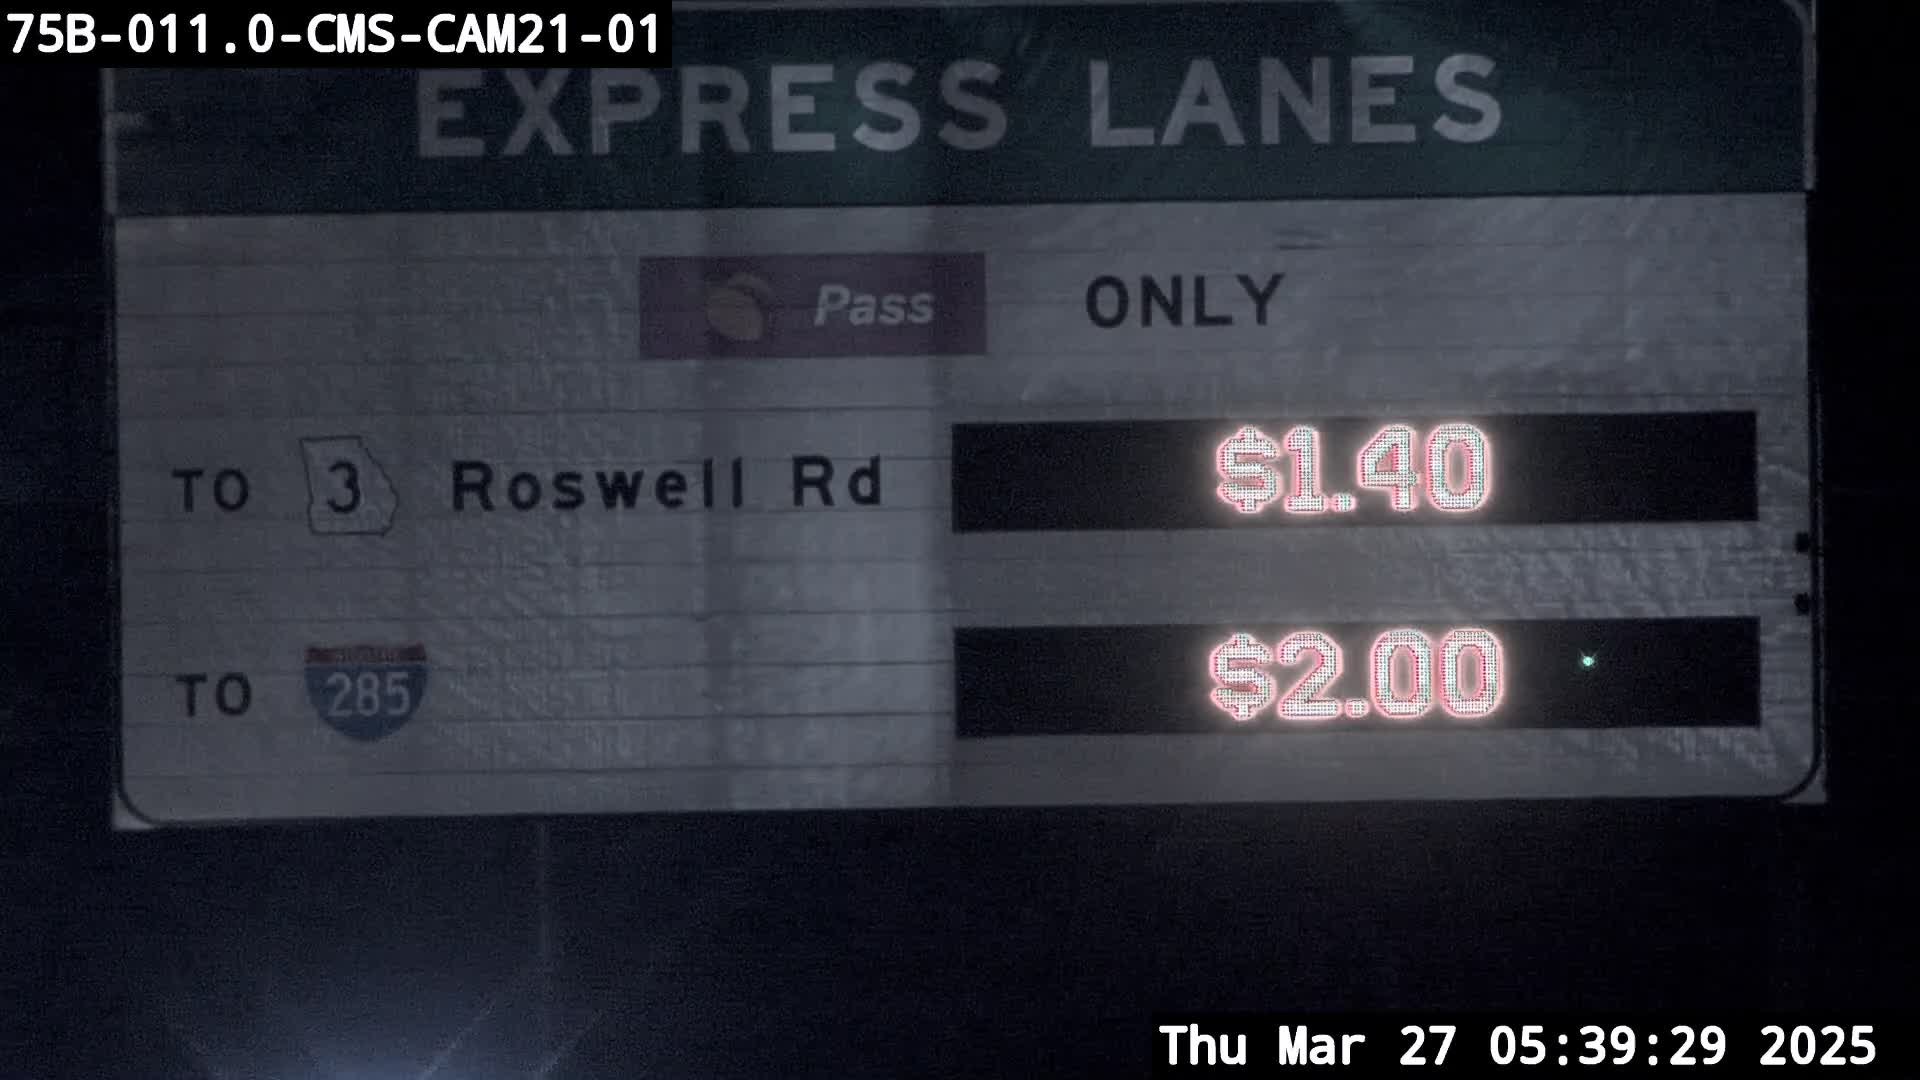 75B-011.0-CMS-CAM21-01
EXPRESS LANES
Pass ONLY
TO 3 Roswell Rd $1.40
TO 285 $2.00
Thu Mar 27 05:39:29 2025